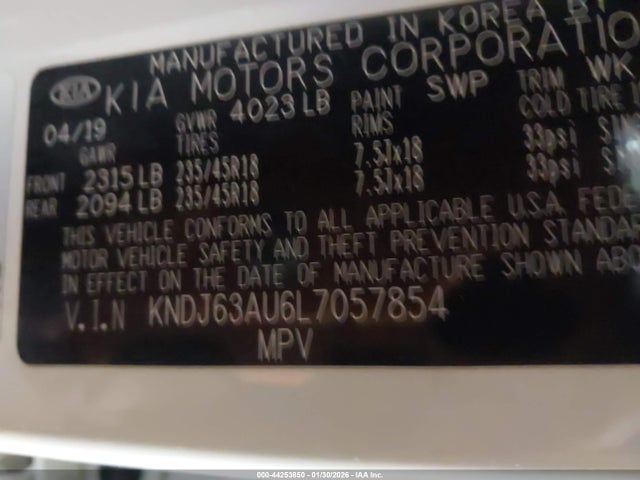 MANUFACTURED IN KOREA BY
KIA KIA MOTORS CORPORATIO
04/19 GVWR 4023 LB PAINT SWP TRIM WK
GAWR TIRES RIMS COLD TIRE
FRONT 2315 LB 235/45R18 7.5Jx18 33psi
REAR 2094 LB 235/45R18 7.5Jx18 33psi
THIS VEHICLE CONFORMS TO ALL APPLICABLE U.S.A. FEDE
MOTOR VEHICLE SAFETY AND THEFT PREVENTION STANDAR
IN EFFECT ON THE DATE OF MANUFACTURE SHOWN ABO
V.I.N KNDJ63AU6L7057854
MPV
000-44253850 - 01/30/2026 - IAA Inc.